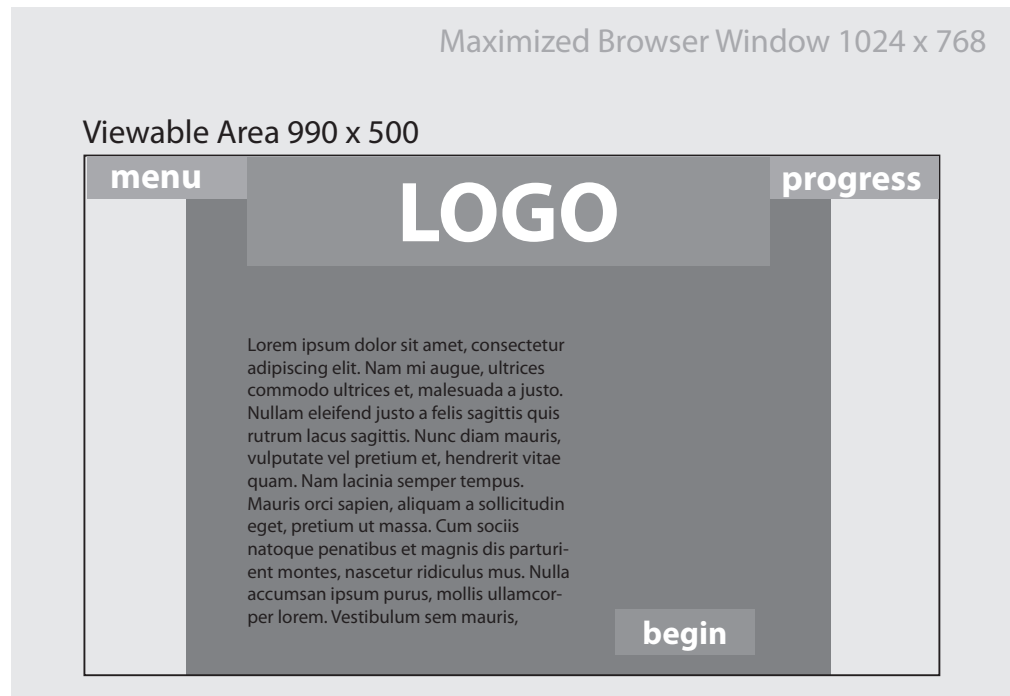 Maximized Browser Window 1024 x 768
Viewable Area 990 x 500
menu
LOGO
progress
Lorem ipsum dolor sit amet, consectetur
adipiscing elit. Nam mi augue, ultrices
commodo ultrices et, malesuada a justo.
Nullam eleifend justo a felis sagittis quis
rutrum lacus sagittis. Nunc diam mauris,
vulputate vel pretium et, hendrerit vitae
quam. Nam lacinia semper tempus.
Mauris orci sapien, aliquam a sollicitudin
eget, pretium ut massa. Cum sociis
natoque penatibus et magnis dis parturi-
ent montes, nascetur ridiculus mus. Nulla
accumsan ipsum purus, mollis ullamcor-
per lorem. Vestibulum sem mauris,
begin